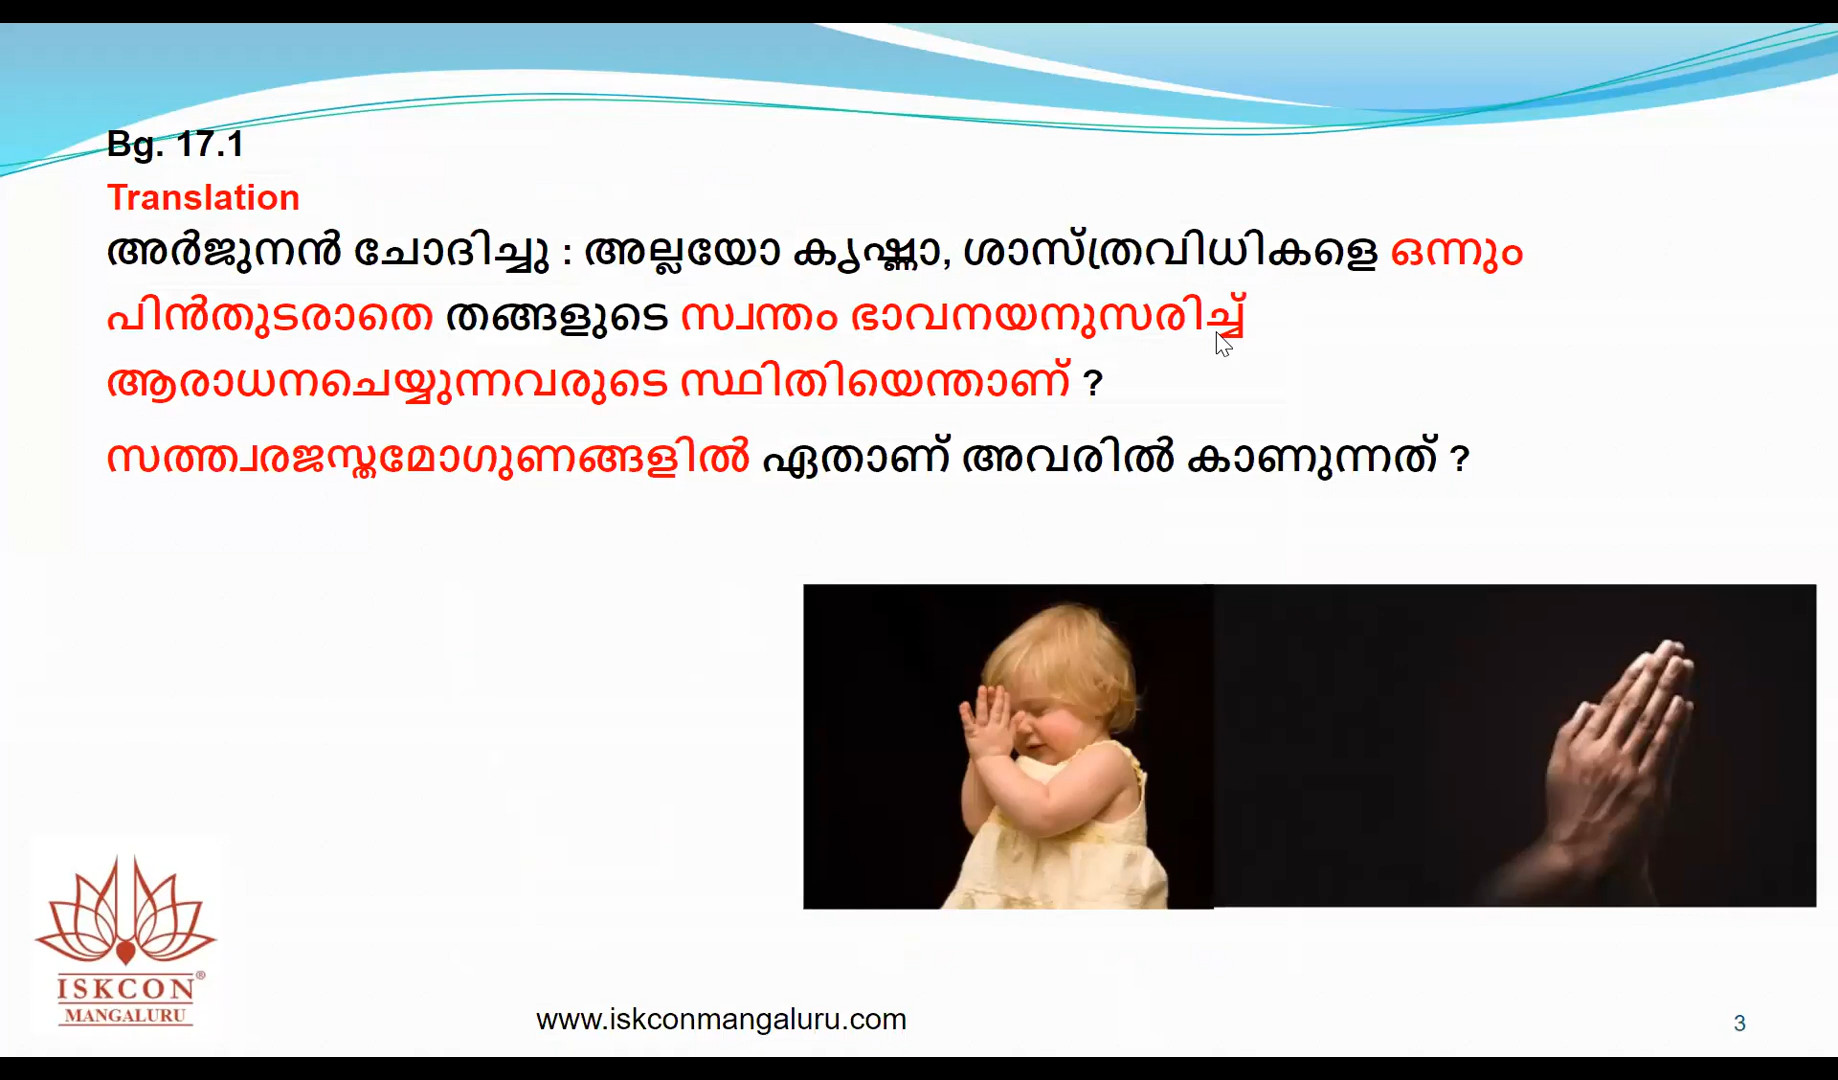 Bg. 17.1
Translation
അർജുനൻ ചോദിച്ചു : അല്ലയോ കൃഷ്ണാ, ശാസ്ത്രവിധികളെ ഒന്നും
പിൻതുടരാതെ തങ്ങളുടെ സ്വന്തം ഭാവനയനുസരിച്ച്
ആരാധനചെയ്യുന്നവരുടെ സ്ഥിതിയെന്താണ് ?
സത്ത്വരജസ്തമോഗുണങ്ങളിൽ ഏതാണ് അവരിൽ കാണുന്നത് ?
ISKCON®
MANGALURU
www.iskconmangaluru.com
3